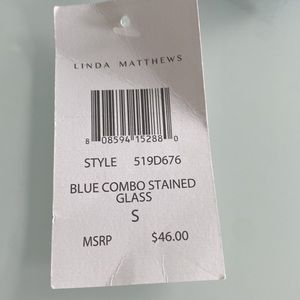 LINDA MATTHEWS
8 08594 15288 0
STYLE 519D676
BLUE COMBO STAINED
GLASS
S
MSRP $46.00